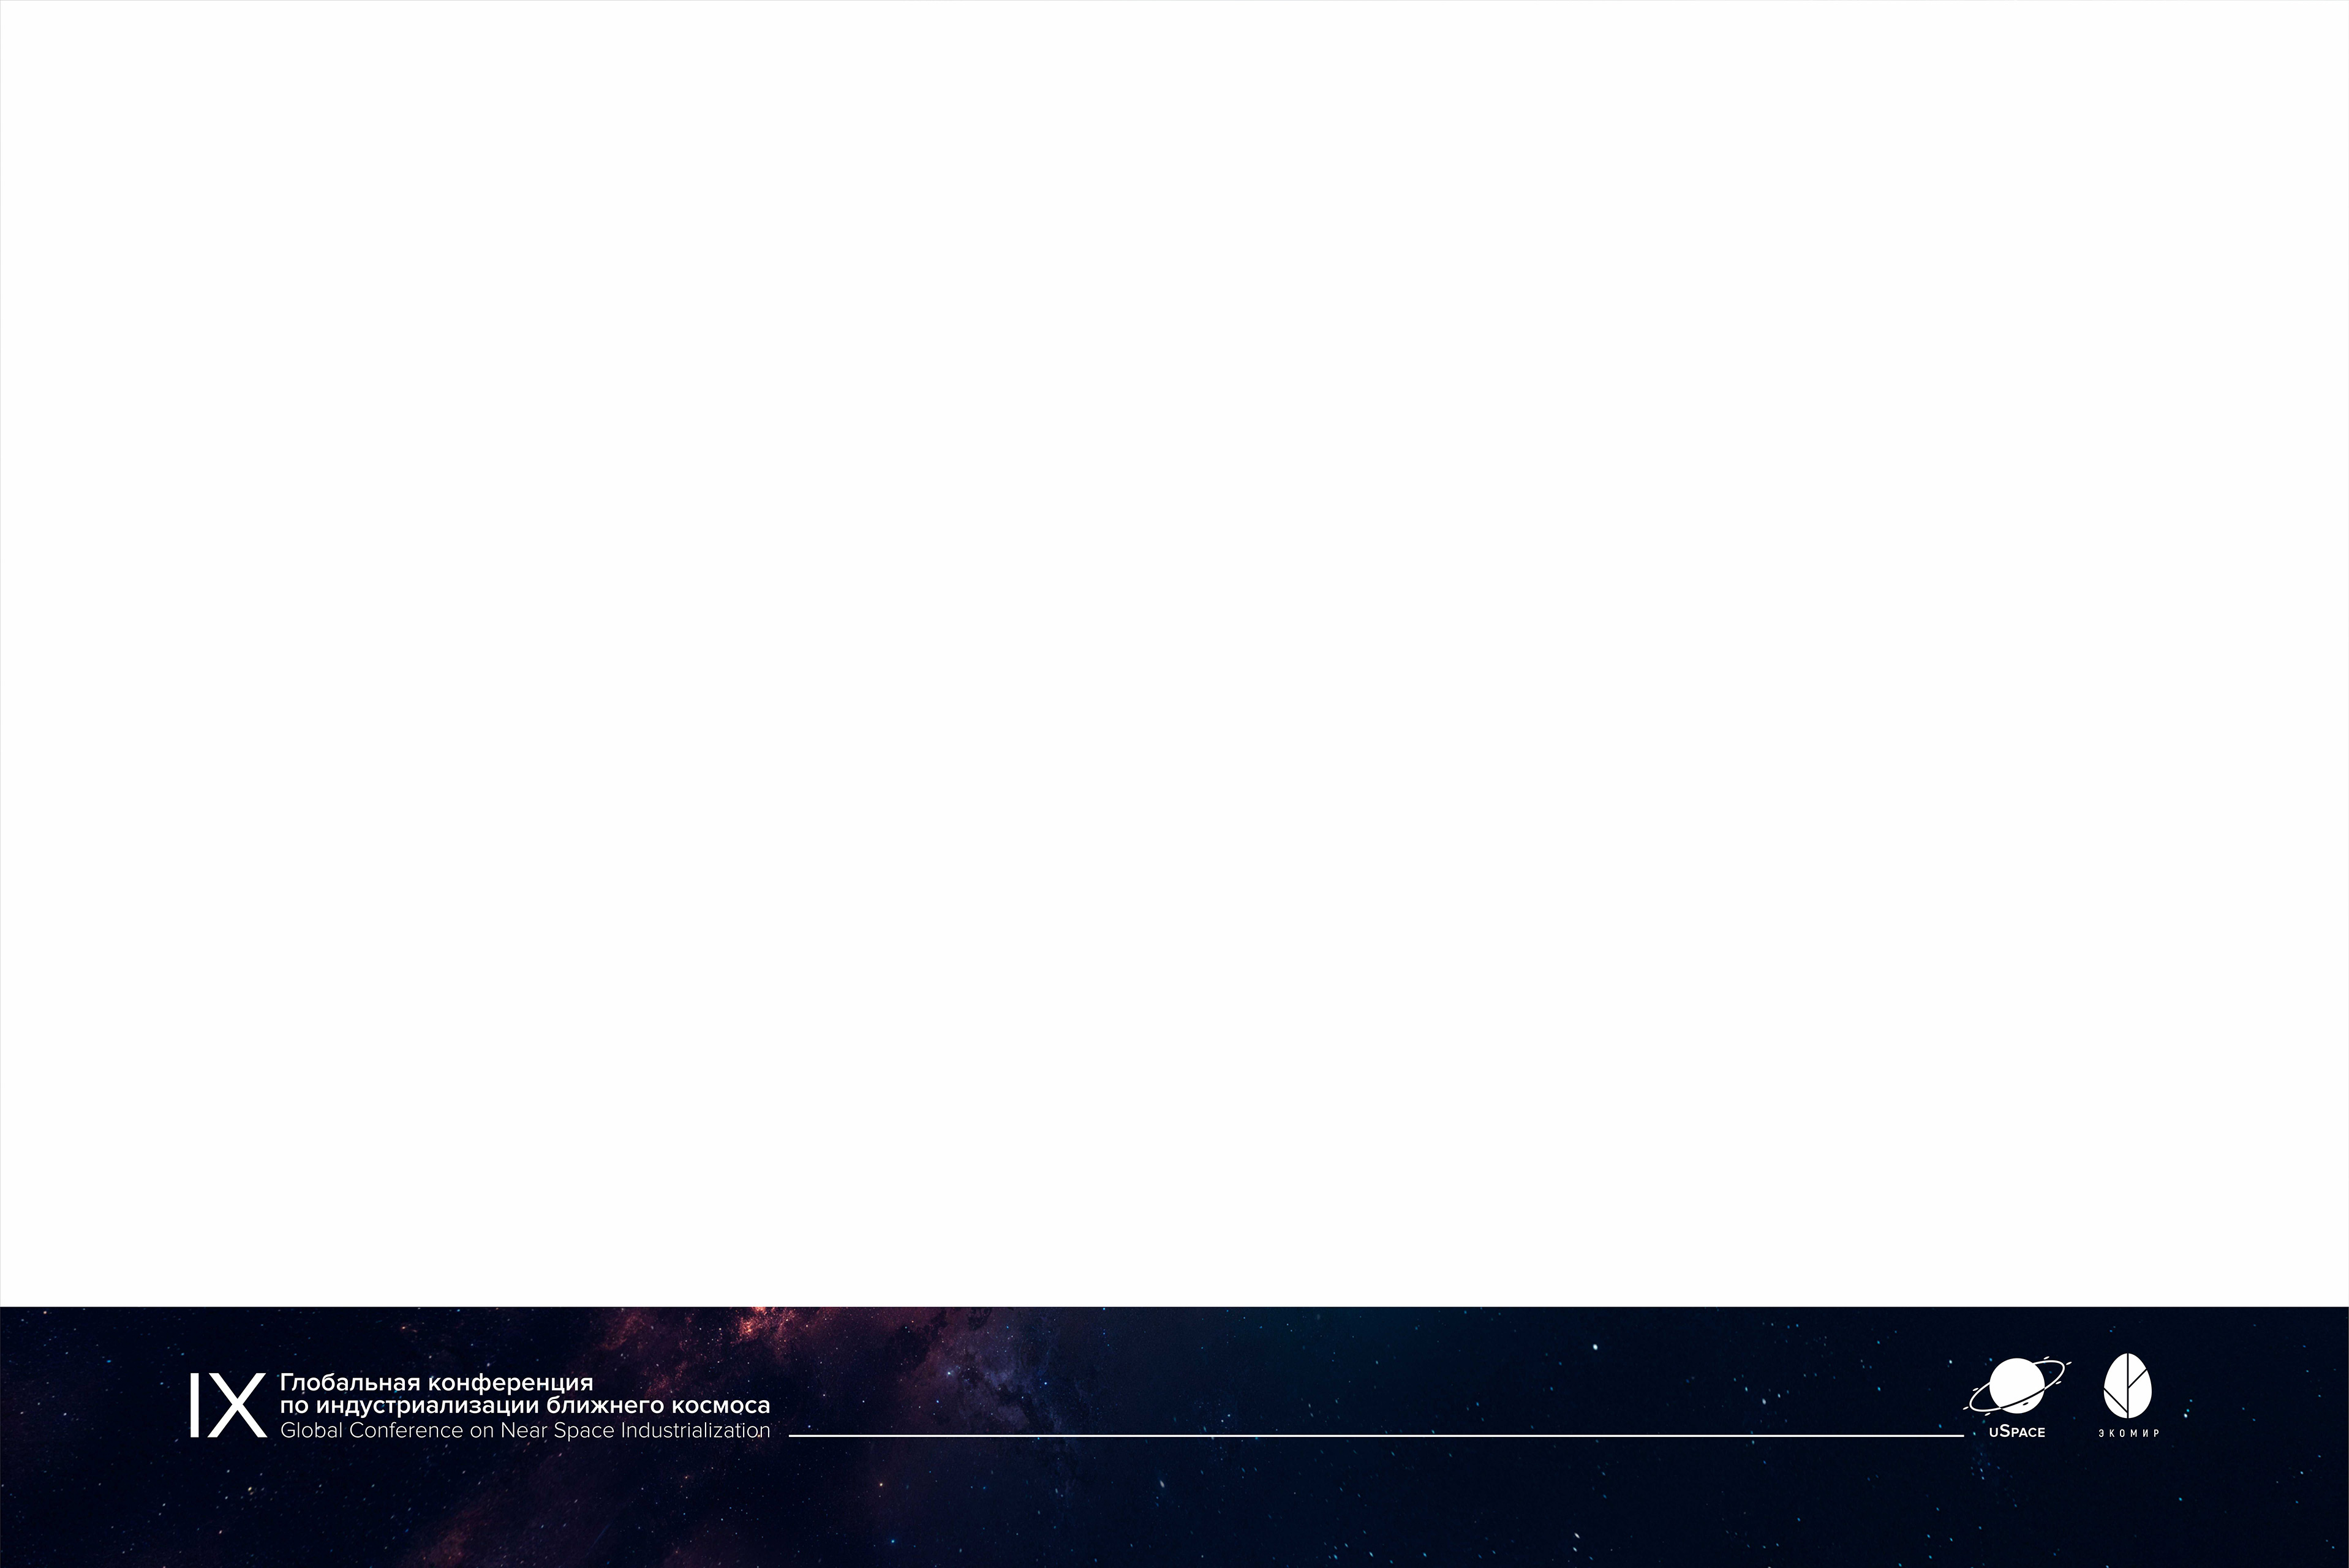 IX
Глобальная конференция
по индустриализации ближнего космоса
Global Conference on Near Space Industrialization
uSpace
ЭКОМИР